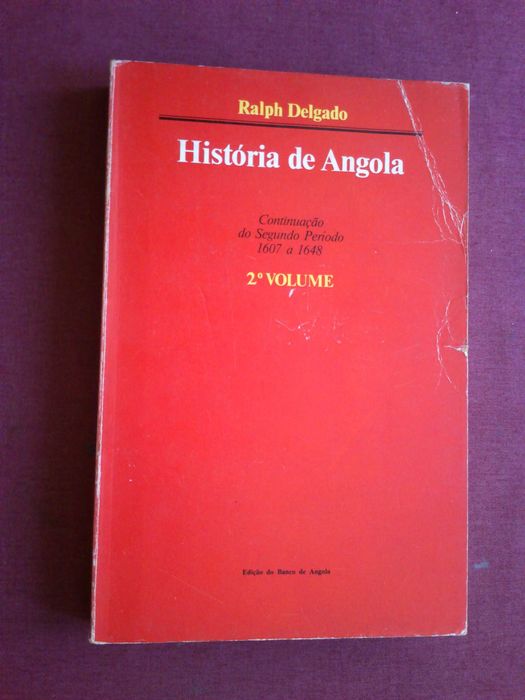 Ralph Delgado
História de Angola
Continuação
do Segundo Período
1607 a 1648
2º VOLUME
Edição do Banco de Angola